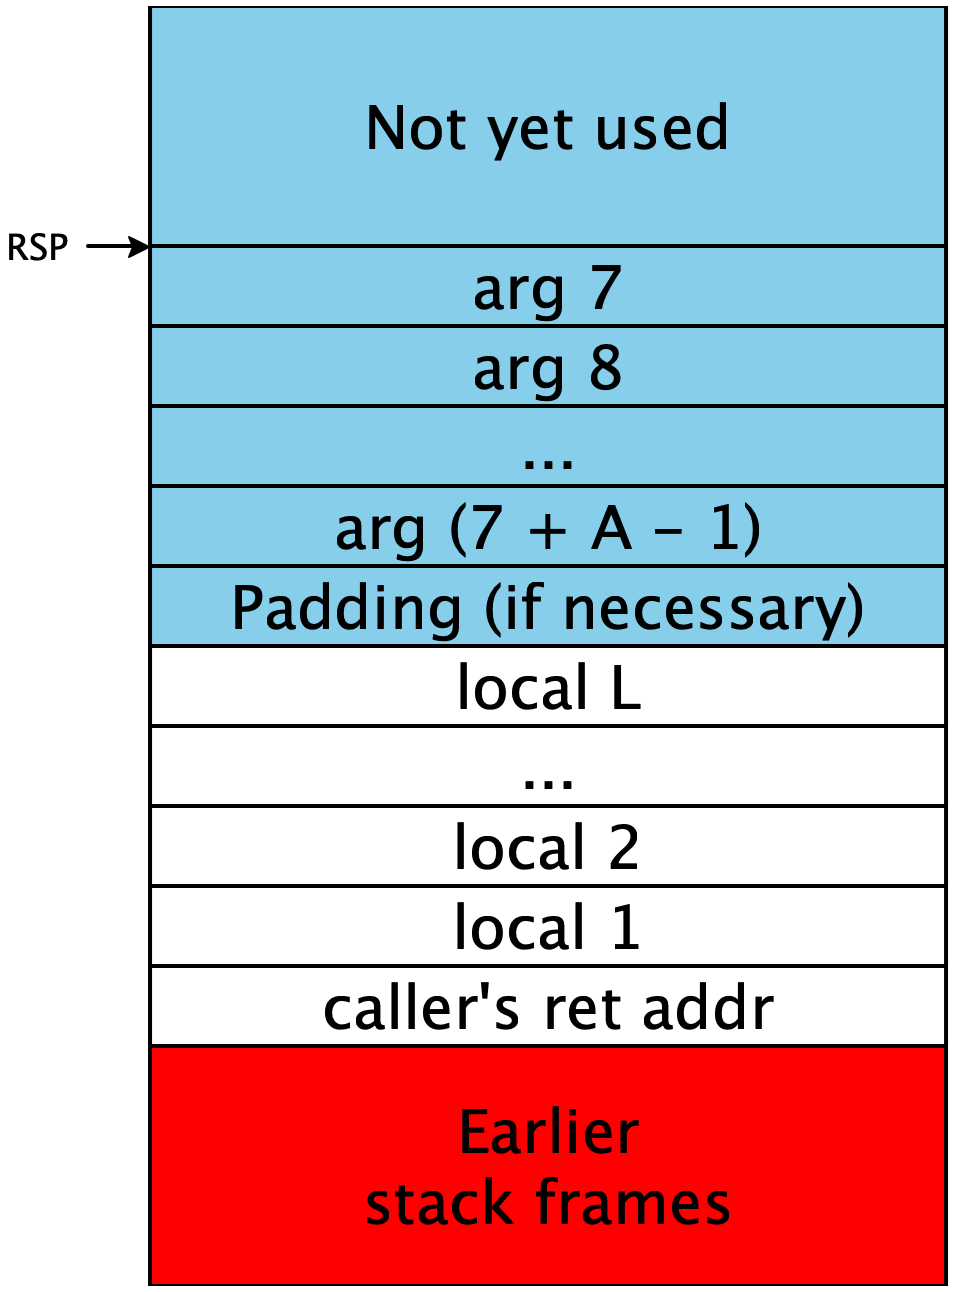 Not yet used
RSP
arg 7
arg 8
...
arg (7 + A - 1)
Padding (if necessary)
local L
...
local 2
local 1
caller's ret addr
Earlier
stack frames